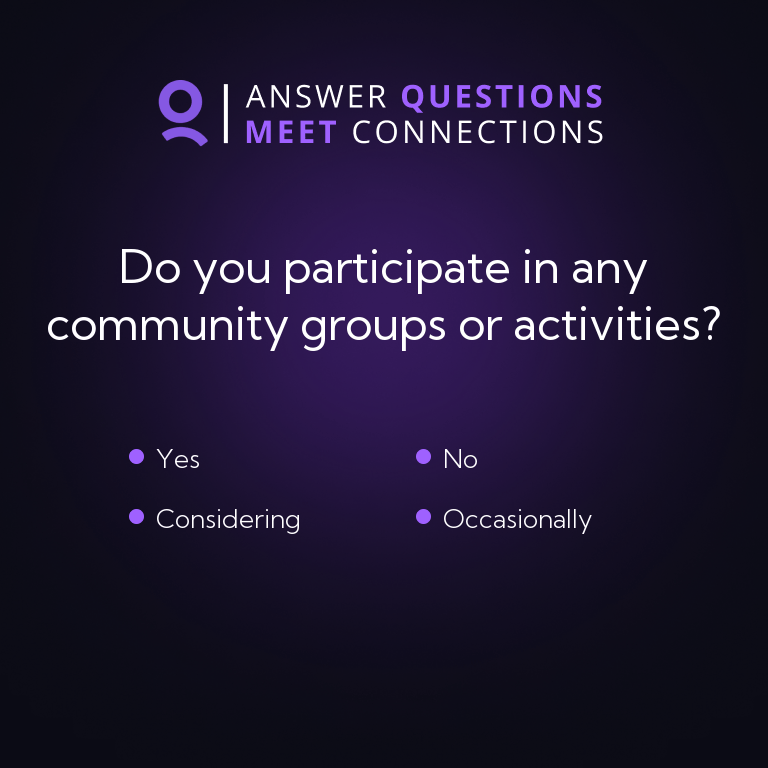 ANSWER QUESTIONS
MEET CONNECTIONS
Do you participate in any
community groups or activities?
Yes
No
Considering
Occasionally